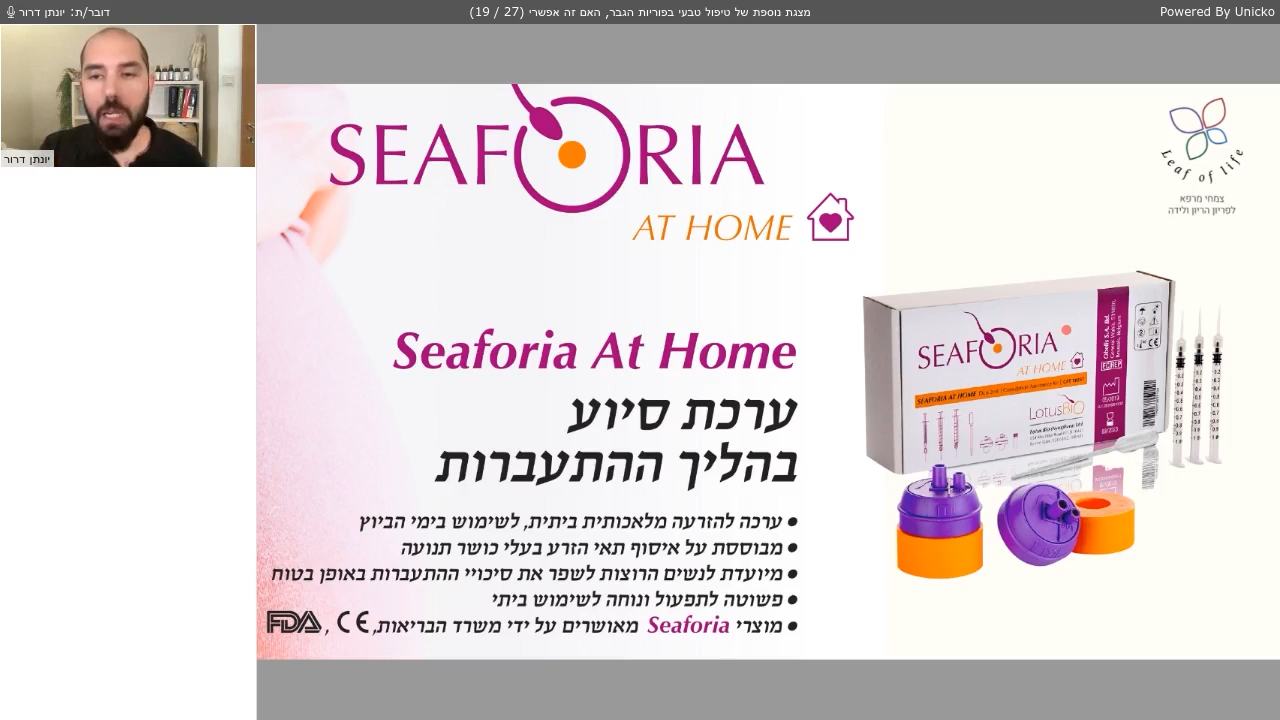 דובר/ת: יונתן דרור
מצגת נוספת של טיפול טבעי בפוריות הגבר, האם זה אפשרי (27 / 19)
Powered By Unicko
יונתן דרור
SEAFORIA
AT HOME
Leaf of life
צמחי מרפא
לפריון הריון ולידה
Seaforia At Home
ערכת סיוע
בהליך ההתעברות
• ערכה להזרעה מלאכותית ביתית, לשימוש בימי הביוץ
• מבוססת על איסוף תאי הזרע בעלי כושר תנועה
• מיועדת לנשים הרוצות לשפר את סיכויי ההתעברות באופן בטוח
• פשוטה לתפעול ונוחה לשימוש ביתי
• מוצרי Seaforia מאושרים על ידי משרד הבריאות, CE , FDA
SEAFORIA
AT HOME
SEAFORIA AT HOME
LotusBIO